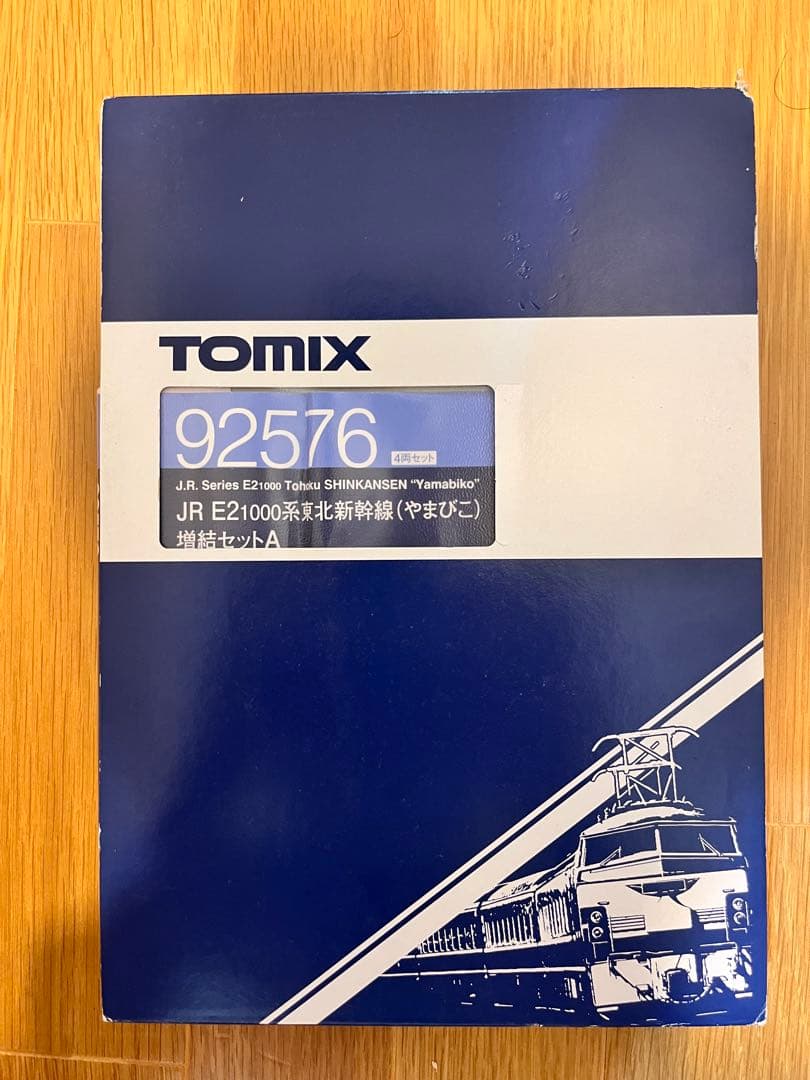 TOMIX
92576
4両セット
J.R. Series E21000 Tohoku SHINKANSEN "Yamabiko"
JR E21000系東北新幹線(やまびこ)
増結セットA